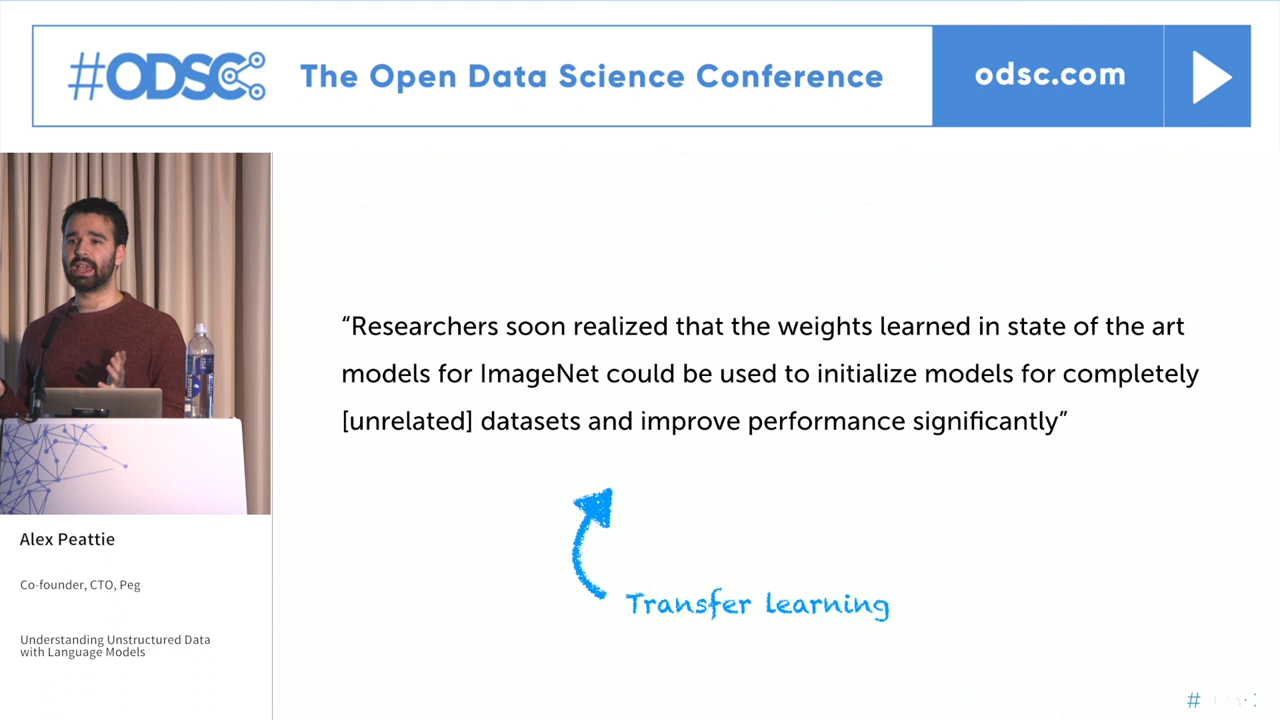 #ODSC
The Open Data Science Conference
odsc.com
“Researchers soon realized that the weights learned in state of the art
models for ImageNet could be used to initialize models for completely
[unrelated] datasets and improve performance significantly”
Transfer learning
Alex Peattie
Co-founder, CTO, Peg
Understanding Unstructured Data
with Language Models
#